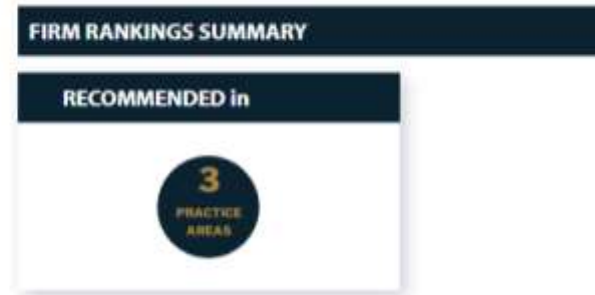 FIRM RANKINGS SUMMARY
RECOMMENDED in
3
PRACTICE
AREAS